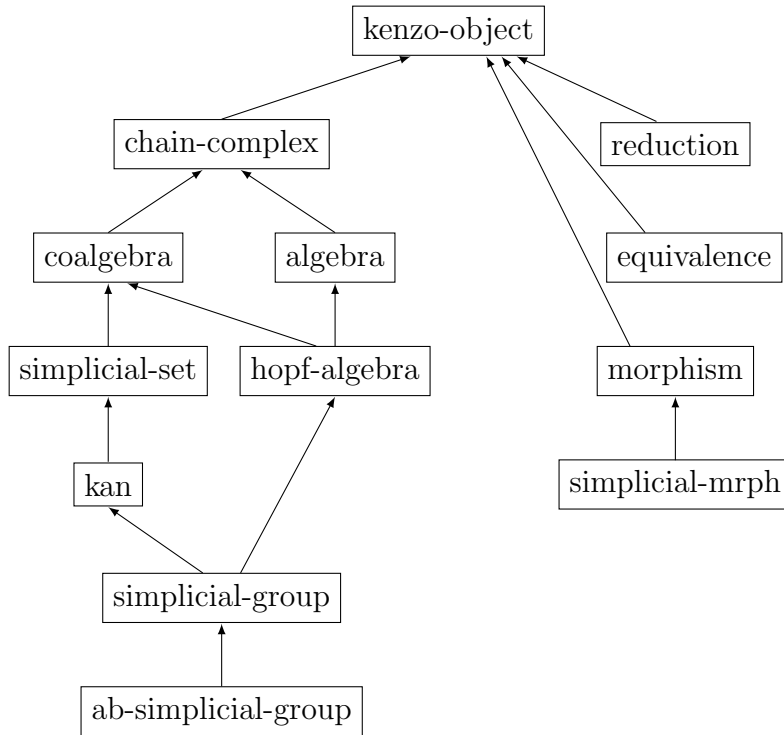 kenzo-object
chain-complex
reduction
coalgebra
algebra
equivalence
simplicial-set
hopf-algebra
morphism
kan
simplicial-mrph
simplicial-group
ab-simplicial-group